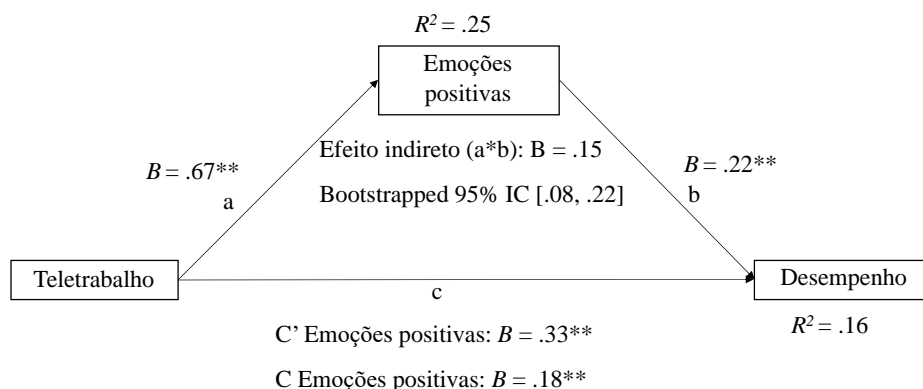 R² = .25
Emoções
positivas
Efeito indireto (a*b): B = .15
B = .67**
B = .22**
a
Bootstrapped 95% IC [.08, .22]
b
Teletrabalho
Desempenho
c
R² = .16
C’ Emoções positivas: B = .33**
C Emoções positivas: B = .18**